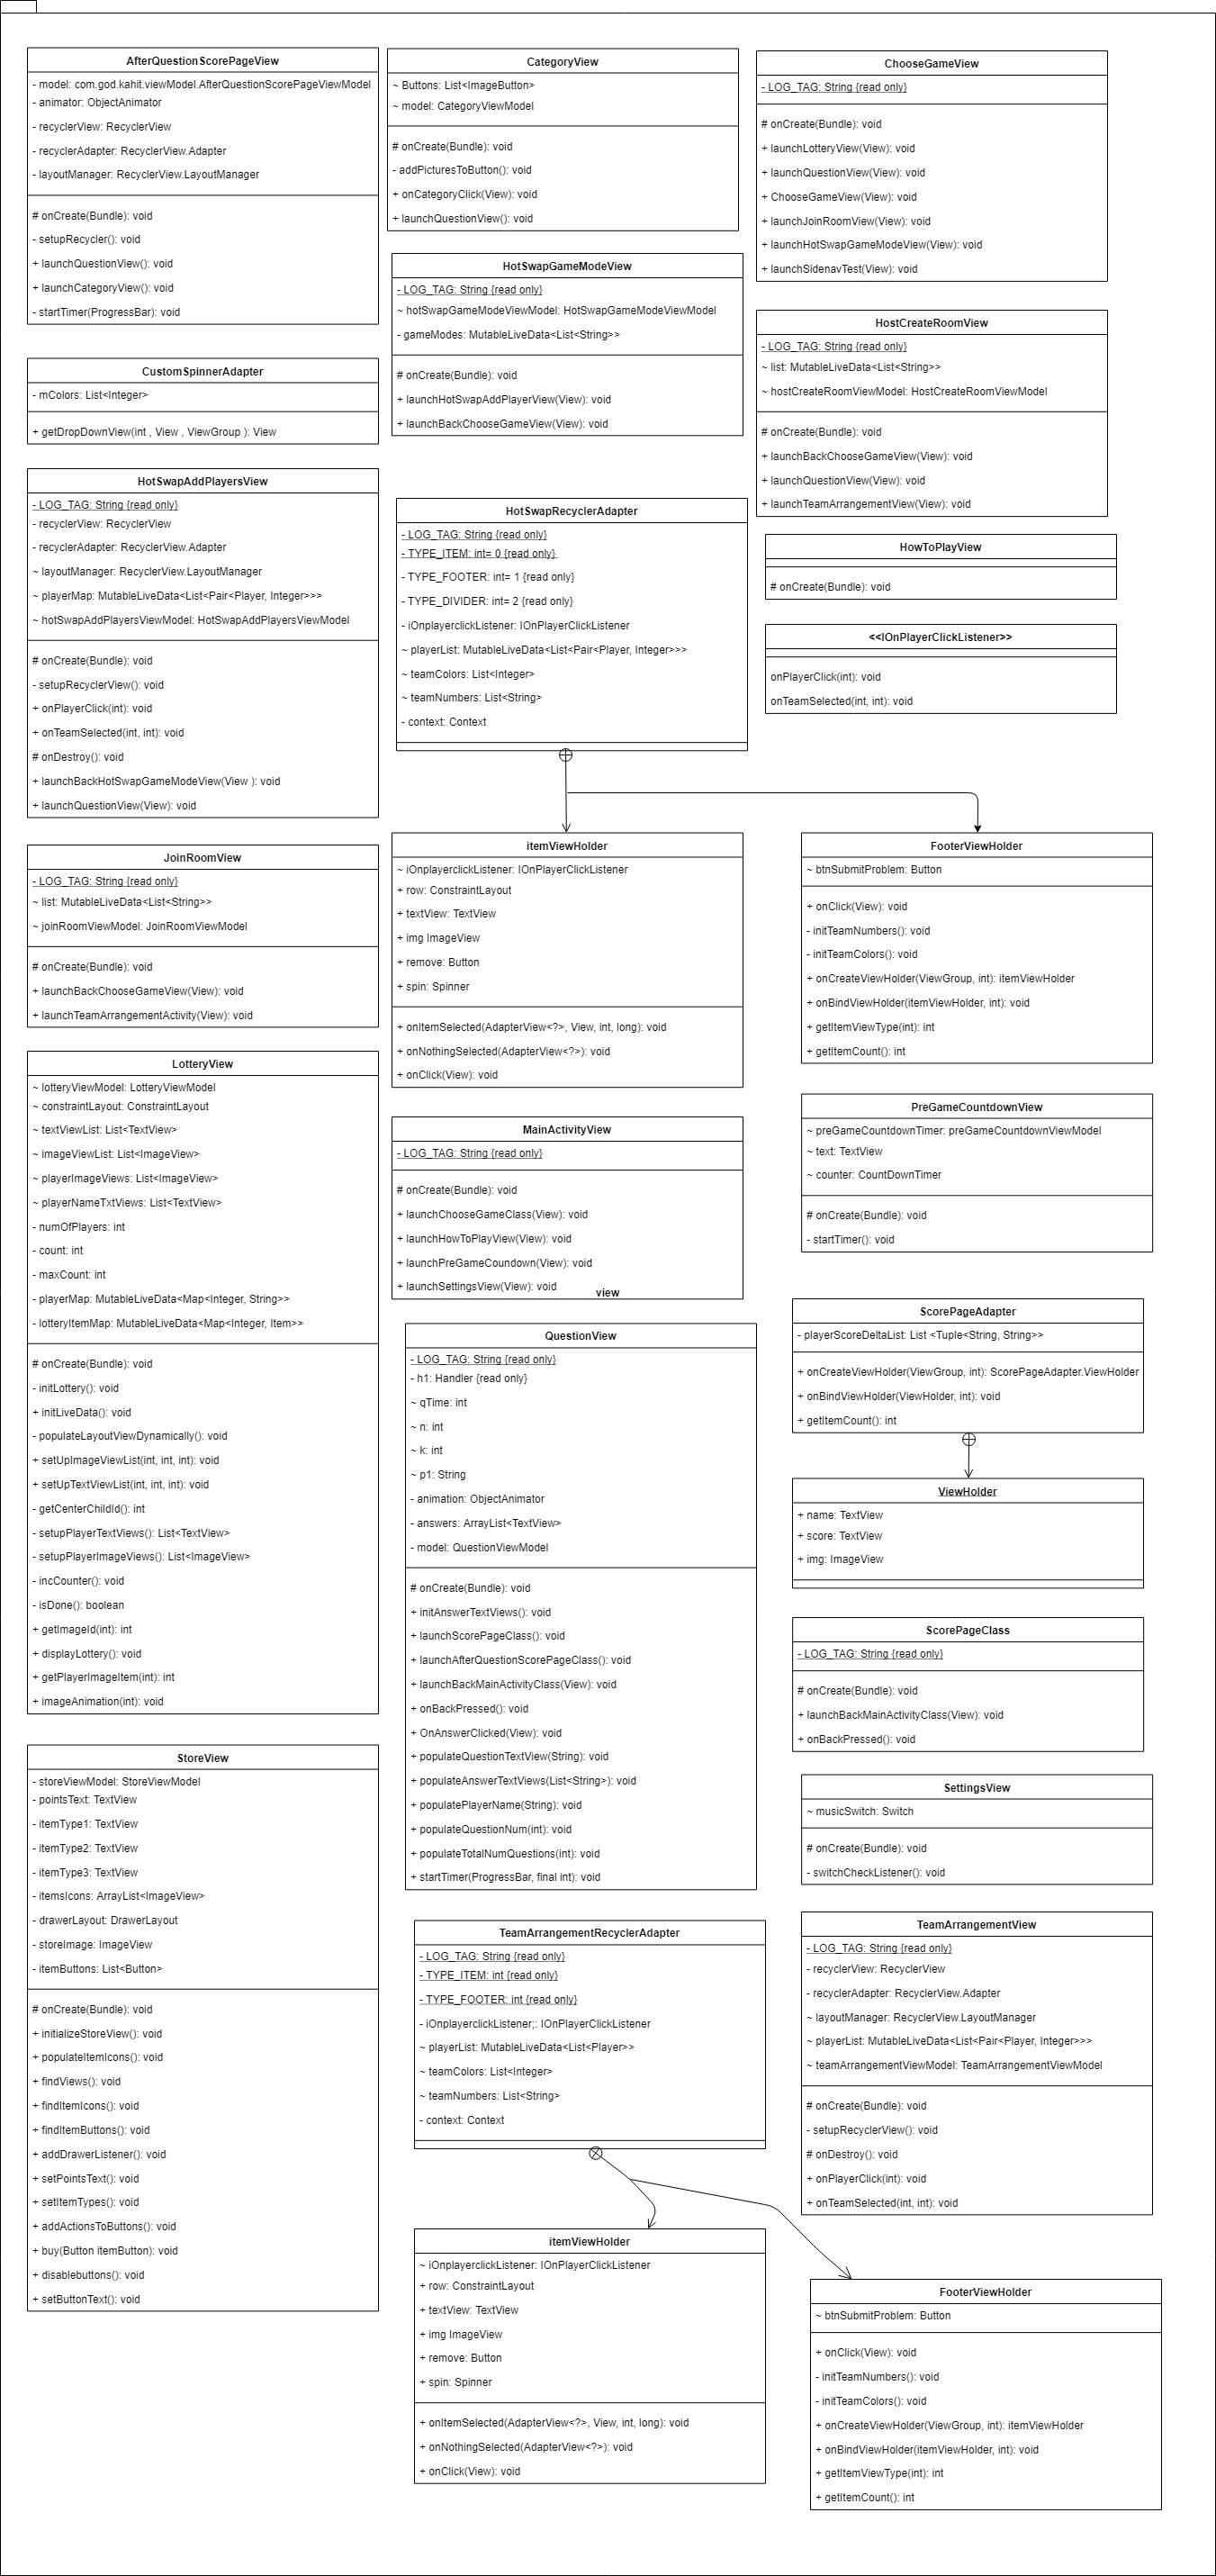 AfterQuestionScorePageView
- model: com.god.kahit.viewModel.AfterQuestionScorePageViewModel
- animator: ObjectAnimator
- recyclerView: RecyclerView
- recyclerAdapter: RecyclerView.Adapter
- layoutManager: RecyclerView.LayoutManager
# onCreate(Bundle): void
- setupRecycler(): void
+ launchQuestionView(): void
+ launchCategoryView(): void
- startTimer(ProgressBar): void
CategoryView
~ Buttons: List<ImageButton>
~ model: CategoryViewModel
# onCreate(Bundle): void
- addPicturesToButton(): void
+ onCategoryClick(View): void
+ launchQuestionView(): void
ChooseGameView
- LOG_TAG: String {read only}
# onCreate(Bundle): void
+ launchLotteryView(View): void
+ launchQuestionView(View): void
+ ChooseGameView(View): void
+ launchJoinRoomView(View): void
+ launchHotSwapGameModeView(View): void
+ launchSidenavTest(View): void
HotSwapGameModeView
- LOG_TAG: String {read only}
~ hotSwapGameModeViewModel: HotSwapGameModeViewModel
- gameModes: MutableLiveData<List<String>>
# onCreate(Bundle): void
+ launchHotSwapAddPlayerView(View): void
+ launchBackChooseGameView(View): void
HostCreateRoomView
- LOG_TAG: String {read only}
~ list: MutableLiveData<List<String>>
~ hostCreateRoomViewModel: HostCreateRoomViewModel
# onCreate(Bundle): void
+ launchBackChooseGameView(View): void
+ launchQuestionView(View): void
+ launchTeamArrangementView(View): void
CustomSpinnerAdapter
- mColors: List<Integer>
+ getDropDownView(int , View , ViewGroup ): View
HotSwapAddPlayersView
- LOG_TAG: String {read only}
- recyclerView: RecyclerView
- recyclerAdapter: RecyclerView.Adapter
~ layoutManager: RecyclerView.LayoutManager
~ playerMap: MutableLiveData<List<Pair<Player, Integer>>>
~ hotSwapAddPlayersViewModel: HotSwapAddPlayersViewModel
# onCreate(Bundle): void
- setupRecyclerView(): void
+ onPlayerClick(int): void
+ onTeamSelected(int, int): void
# onDestroy(): void
+ launchBackHotSwapGameModeView(View ): void
+ launchQuestionView(View): void
HotSwapRecyclerAdapter
- LOG_TAG: String {read only}
- TYPE_ITEM: int= 0 {read only}
- TYPE_FOOTER: int= 1 {read only}
- TYPE_DIVIDER: int= 2 {read only}
- iOnplayerclickListener: IOnPlayerClickListener
~ playerList: MutableLiveData<List<Pair<Player, Integer>>>
~ teamColors: List<Integer>
~ teamNumbers: List<String>
- context: Context
HowToPlayView
# onCreate(Bundle): void
<<IOnPlayerClickListener>>
onPlayerClick(int): void
onTeamSelected(int, int): void
JoinRoomView
- LOG_TAG: String {read only}
~ list: MutableLiveData<List<String>>
~ joinRoomViewModel: JoinRoomViewModel
# onCreate(Bundle): void
+ launchBackChooseGameView(View): void
+ launchTeamArrangementActivity(View): void
itemViewHolder
~ iOnplayerclickListener: IOnPlayerClickListener
+ row: ConstraintLayout
+ textView: TextView
+ img ImageView
+ remove: Button
+ spin: Spinner
+ onItemSelected(AdapterView<?>, View, int, long): void
+ onNothingSelected(AdapterView<?>): void
+ onClick(View): void
FooterViewHolder
~ btnSubmitProblem: Button
+ onClick(View): void
- initTeamNumbers(): void
- initTeamColors(): void
+ onCreateViewHolder(ViewGroup, int): itemViewHolder
+ onBindViewHolder(itemViewHolder, int): void
+ getItemViewType(int): int
+ getItemCount(): int
LotteryView
~ lotteryViewModel: LotteryViewModel
~ constraintLayout: ConstraintLayout
~ textViewList: List<TextView>
~ imageViewList: List<ImageView>
~ playerImageViews: List<ImageView>
~ playerNameTxtViews: List<TextView>
- numOfPlayers: int
- count: int
- maxCount: int
- playerMap: MutableLiveData<Map<Integer, String>>
- lotteryItemMap: MutableLiveData<Map<Integer, Item>>
# onCreate(Bundle): void
- initLottery(): void
+ initLiveData(): void
- populateLayoutViewDynamically(): void
+ setUpImageViewList(int, int, int): void
+ setUpTextViewList(int, int, int): void
- getCenterChildId(): int
- setupPlayerTextViews(): List<TextView>
- setupPlayerImageViews(): List<ImageView>
- incCounter(): void
- isDone(): boolean
+ getImageId(int): int
+ displayLottery(): void
+ getPlayerImageItem(int): int
+ imageAnimation(int): void
MainActivityView
- LOG_TAG: String {read only}
# onCreate(Bundle): void
+ launchChooseGameClass(View): void
+ launchHowToPlayView(View): void
+ launchPreGameCoundown(View): void
+ launchSettingsView(View): void
view
PreGameCountdownView
~ preGameCountdownTimer: preGameCountdownViewModel
~ text: TextView
~ counter: CountDownTimer
# onCreate(Bundle): void
- startTimer(): void
QuestionView
- LOG_TAG: String {read only}
- h1: Handler {read only}
~ qTime: int
~ n: int
~ k: int
~ p1: String
- animation: ObjectAnimator
- answers: ArrayList<TextView>
- model: QuestionViewModel
# onCreate(Bundle): void
+ initAnswerTextViews(): void
+ launchScorePageClass(): void
+ launchAfterQuestionScorePageClass(): void
+ launchBackMainActivityClass(View): void
+ onBackPressed(): void
+ OnAnswerClicked(View): void
+ populateQuestionTextView(String): void
+ populateAnswerTextViews(List<String>): void
+ populatePlayerName(String): void
+ populateQuestionNum(int): void
+ populateTotalNumQuestions(int): void
+ startTimer(ProgressBar, final int): void
ScorePageAdapter
- playerScoreDeltaList: List <Tuple<String, String>>
+ onCreateViewHolder(ViewGroup, int): ScorePageAdapter.ViewHolder
+ onBindViewHolder(ViewHolder, int): void
+ getItemCount(): int
ViewHolder
+ name: TextView
+ score: TextView
+ img: ImageView
ScorePageClass
- LOG_TAG: String {read only}
# onCreate(Bundle): void
+ launchBackMainActivityClass(View): void
+ onBackPressed(): void
StoreView
- storeViewModel: StoreViewModel
- pointsText: TextView
- itemType1: TextView
- itemType2: TextView
- itemType3: TextView
- itemsIcons: ArrayList<ImageView>
- drawerLayout: DrawerLayout
- storeImage: ImageView
- itemButtons: List<Button>
# onCreate(Bundle): void
+ initializeStoreView(): void
+ populateItemIcons(): void
+ findViews(): void
+ findItemIcons(): void
+ findItemButtons(): void
+ addDrawerListener(): void
+ setPointsText(): void
+ setItemTypes(): void
+ addActionsToButtons(): void
+ buy(Button itemButton): void
+ disablebuttons(): void
+ setButtonText(): void
SettingsView
~ musicSwitch: Switch
# onCreate(Bundle): void
- switchCheckListener(): void
TeamArrangementRecyclerAdapter
- LOG_TAG: String {read only}
- TYPE_ITEM: int {read only}
- TYPE_FOOTER: int {read only}
- iOnplayerclickListener;: IOnPlayerClickListener
~ playerList: MutableLiveData<List<Player>>
~ teamColors: List<Integer>
~ teamNumbers: List<String>
- context: Context
TeamArrangementView
- LOG_TAG: String {read only}
- recyclerView: RecyclerView
- recyclerAdapter: RecyclerView.Adapter
~ layoutManager: RecyclerView.LayoutManager
~ playerList: MutableLiveData<List<Pair<Player, Integer>>>
~ teamArrangementViewModel: TeamArrangementViewModel
# onCreate(Bundle): void
- setupRecyclerView(): void
# onDestroy(): void
+ onPlayerClick(int): void
+ onTeamSelected(int, int): void
itemViewHolder
~ iOnplayerclickListener: IOnPlayerClickListener
+ row: ConstraintLayout
+ textView: TextView
+ img ImageView
+ remove: Button
+ spin: Spinner
+ onItemSelected(AdapterView<?>, View, int, long): void
+ onNothingSelected(AdapterView<?>): void
+ onClick(View): void
FooterViewHolder
~ btnSubmitProblem: Button
+ onClick(View): void
- initTeamNumbers(): void
- initTeamColors(): void
+ onCreateViewHolder(ViewGroup, int): itemViewHolder
+ onBindViewHolder(itemViewHolder, int): void
+ getItemViewType(int): int
+ getItemCount(): int